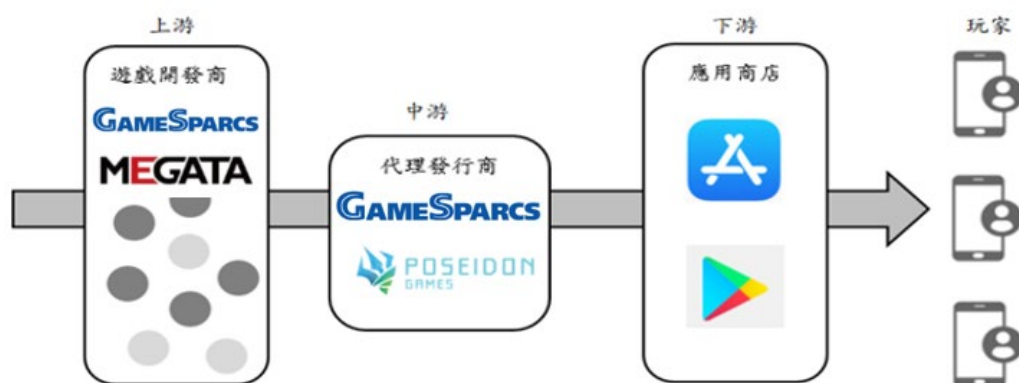 上游
遊戲開發商
GAMESPARCS
MEGATA
中游
代理發行商
GAMESPARCS
POSEIDON
GAMES
下游
應用商店
玩家